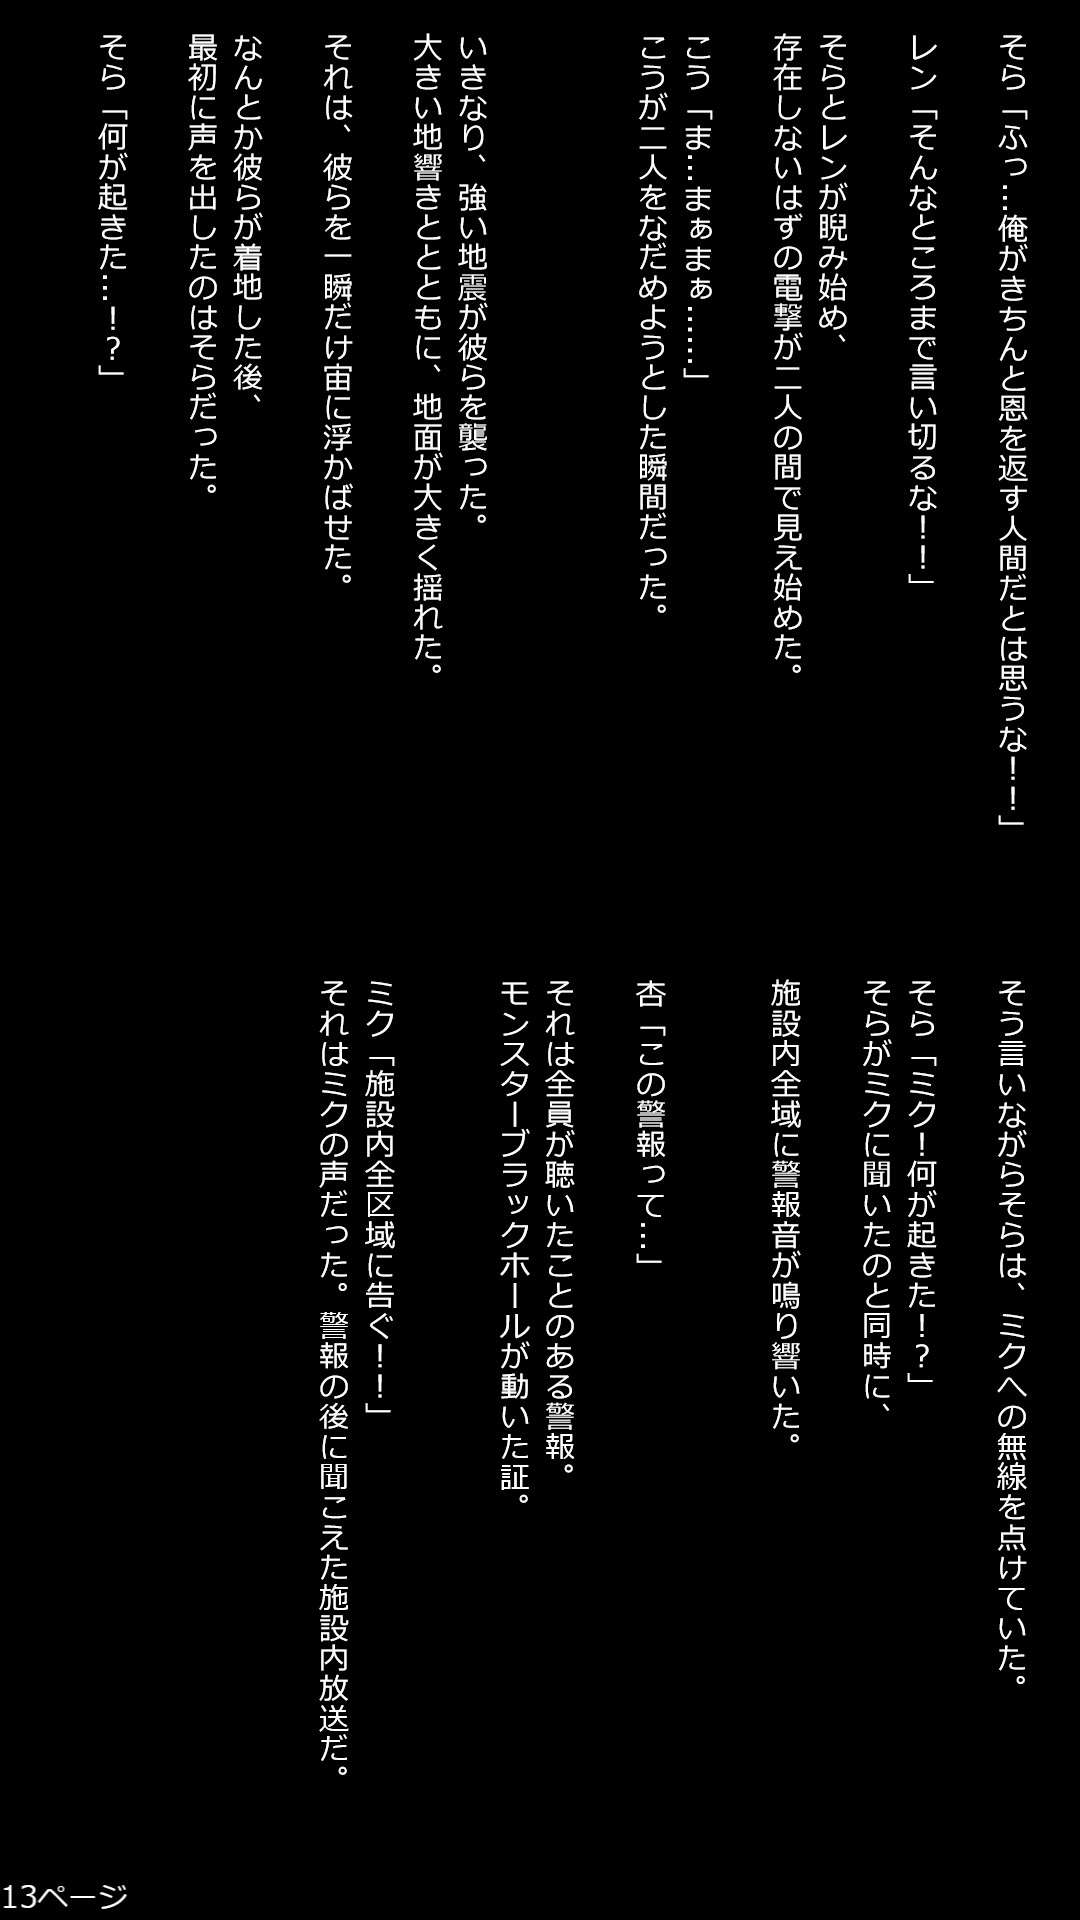 そら「ふっ…俺がきちんと恩を返す人間だとは思うな！！」
レン「そんなところまで言い切るな！！」
そらとレンが睨み始め、
存在しないはずの電撃が二人の間で見え始めた。
こう「ま…まぁまぁ……」
こうが二人をなだめようとした瞬間だった。
いきなり、強い地震が彼らを襲った。
大きい地響きとともに、地面が大きく揺れた。
それは、彼らを一瞬だけ宙に浮かばせた。
なんとか彼らが着地した後、
最初に声を出したのはそらだった。
そら「何が起きた…！？」
そう言いながらそらは、ミクへの無線を点けていた。
そら「ミク！何が起きた！？」
そらがミクに聞いたのと同時に、
施設内全域に警報音が鳴り響いた。
杏「この警報って…」
それは全員が聴いたことのある警報。
モンスターブラックホールが動いた証。
ミク「施設内全区域に告ぐ！！」
それはミクの声だった。警報の後に聞こえた施設内放送だ。
13ページ